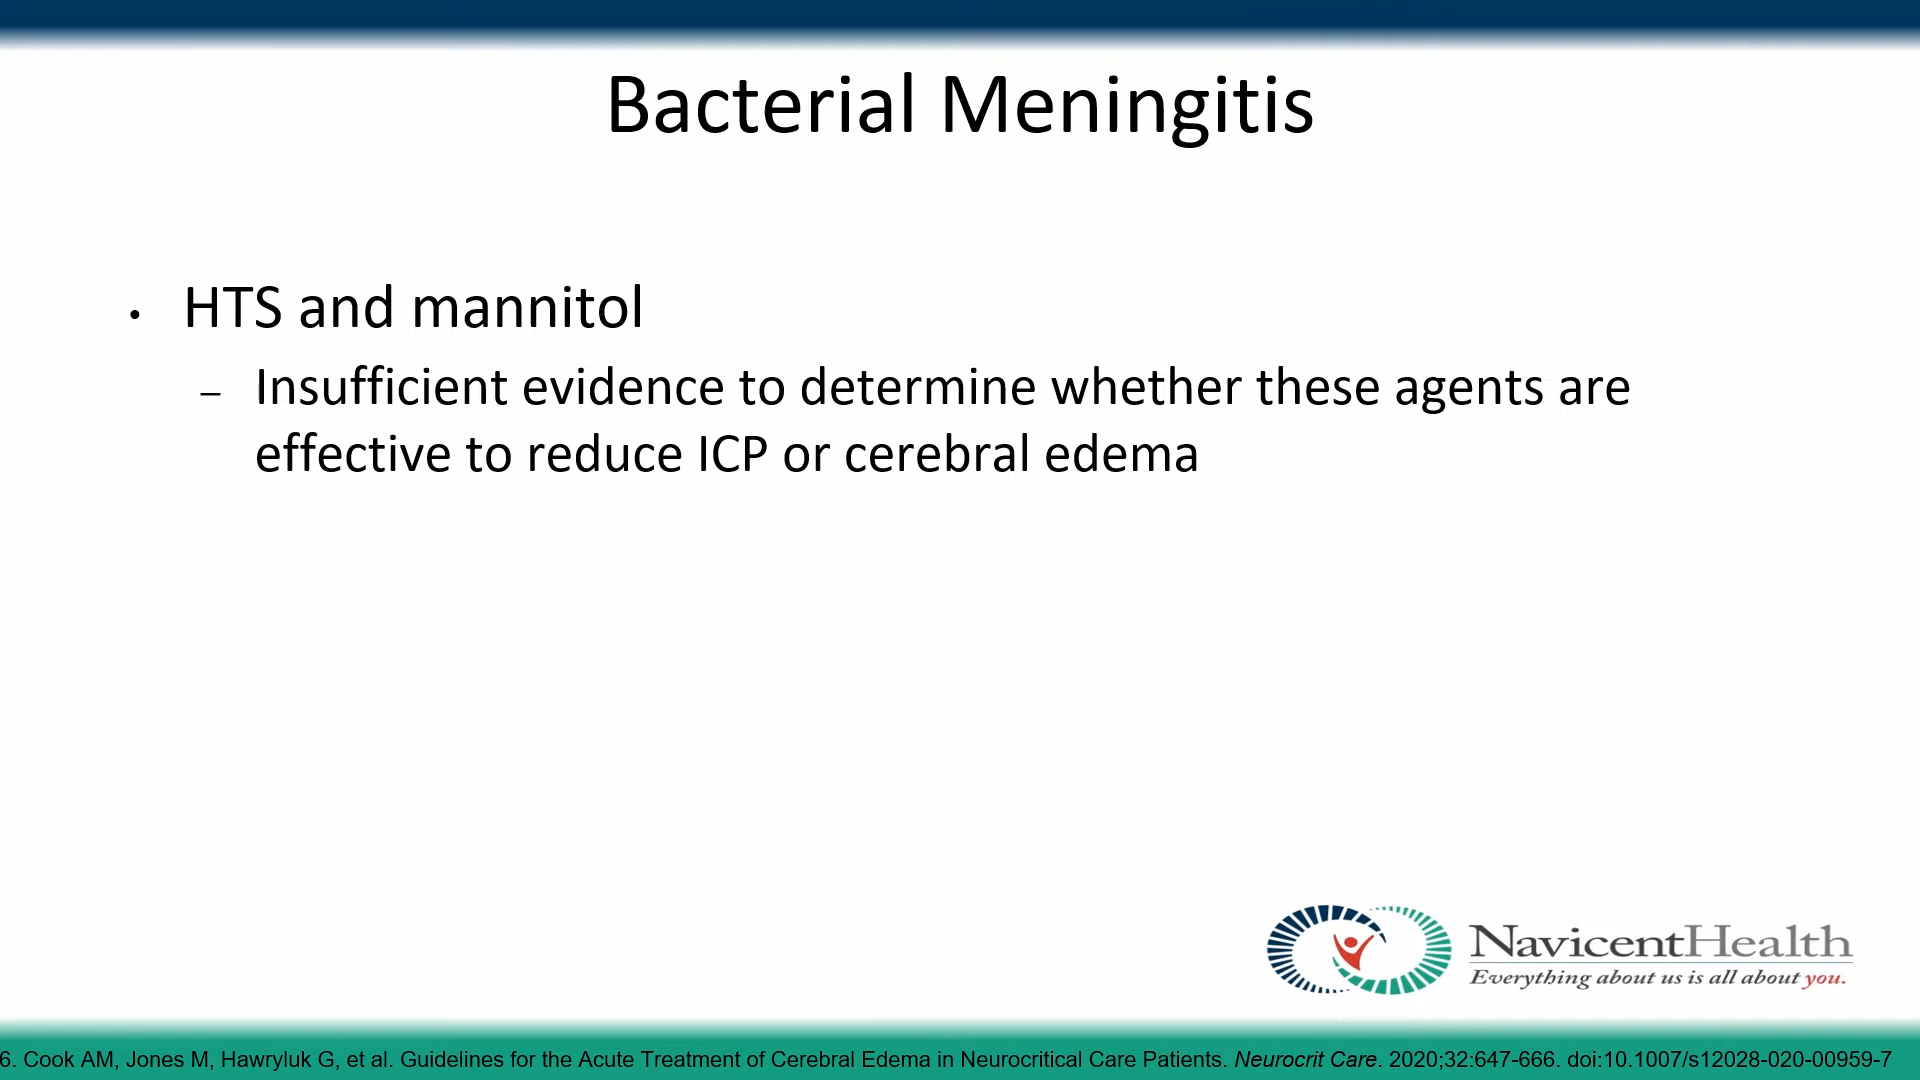 Bacterial Meningitis
• HTS and mannitol
– Insufficient evidence to determine whether these agents are
effective to reduce ICP or cerebral edema
NavicentHealth
Everything about us is all about you.
6. Cook AM, Jones M, Hawryluk G, et al. Guidelines for the Acute Treatment of Cerebral Edema in Neurocritical Care Patients. Neurocrit Care. 2020;32:647-666. doi:10.1007/s12028-020-00959-7